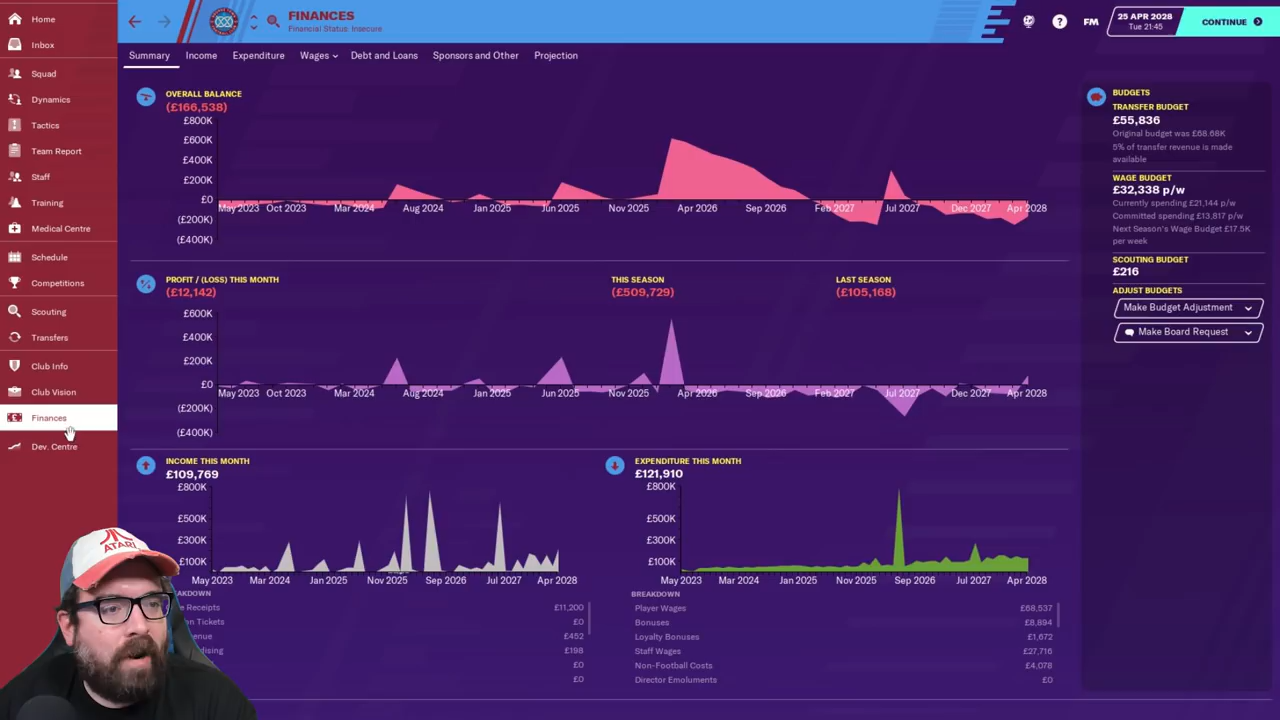 Home
Inbox
Squad
Dynamics
Tactics
Team Report
Staff
Training
Medical Centre
Schedule
Competitions
Scouting
Transfers
Club Info
Club Vision
Finances
Dev. Centre
FINANCES
Financial Status: Insecure
FM
25 APR 2028
Tue 21:45
CONTINUE
Summary Income Expenditure Wages Debt and Loans Sponsors and Other Projection
OVERALL BALANCE
(£166,538)
£800K
£600K
£400K
£200K
£0
(£200K)
(£400K)
May 2023 Oct 2023 Mar 2024 Aug 2024 Jan 2025 Jun 2025 Nov 2025 Apr 2026 Sep 2026 Feb 2027 Jul 2027 Dec 2027 Apr 2028
PROFIT / (LOSS) THIS MONTH
(£12,142)
THIS SEASON
(£509,729)
LAST SEASON
(£105,168)
£600K
£400K
£200K
£0
(£200K)
(£400K)
May 2023 Oct 2023 Mar 2024 Aug 2024 Jan 2025 Jun 2025 Nov 2025 Apr 2026 Sep 2026 Feb 2027 Jul 2027 Dec 2027 Apr 2028
INCOME THIS MONTH
£109,769
£800K
£500K
£300K
£100K
May 2023 Mar 2024 Jan 2025 Nov 2025 Sep 2026 Jul 2027 Apr 2028
AKDOWN
Receipts £11,200
Tickets £0
£452
£198
£0
£0
EXPENDITURE THIS MONTH
£121,910
£800K
£500K
£300K
£100K
May 2023 Mar 2024 Jan 2025 Nov 2025 Sep 2026 Jul 2027 Apr 2028
BREAKDOWN
Player Wages £68,537
Bonuses £8,894
Loyalty Bonuses £1,672
Staff Wages £27,716
Non-Football Costs £4,078
Director Emoluments £0
BUDGETS
TRANSFER BUDGET
£55,836
Original budget was £68.68K
5% of transfer revenue is made
available
WAGE BUDGET
£32,338 p/w
Currently spending £21,144 p/w
Committed spending £13,817 p/w
Next Season's Wage Budget £17.5K
per week
SCOUTING BUDGET
£216
ADJUST BUDGETS
Make Budget Adjustment
Make Board Request
ATARI